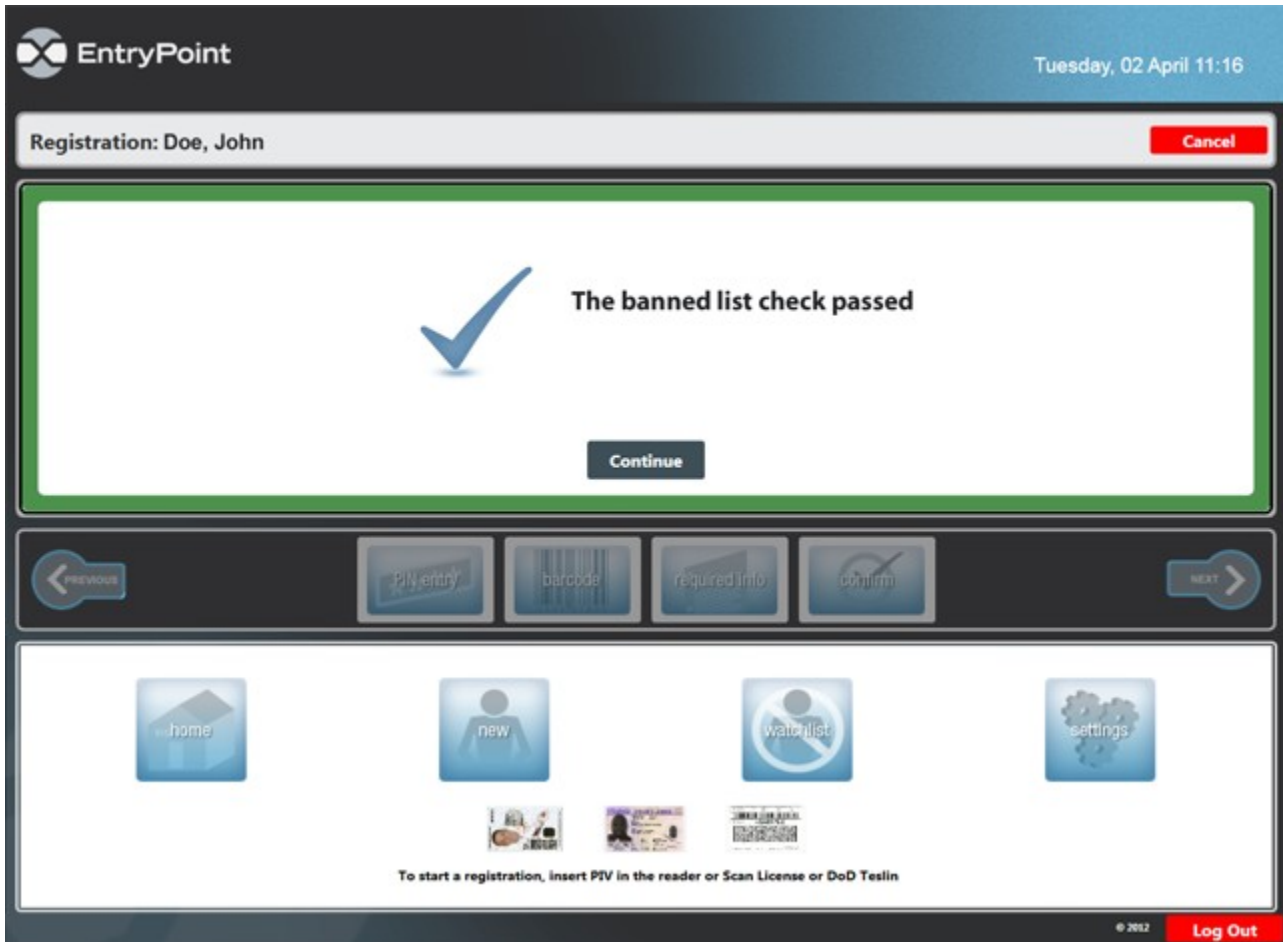 EntryPoint
Tuesday, 02 April 11:16
Registration: Doe, John
Cancel
The banned list check passed
Continue
PREVIOUS
PIN entry
barcode
required info
confirm
NEXT
home
new
watchlist
settings
To start a registration, insert PIV in the reader or Scan License or DoD Teslin
© 2012
Log Out